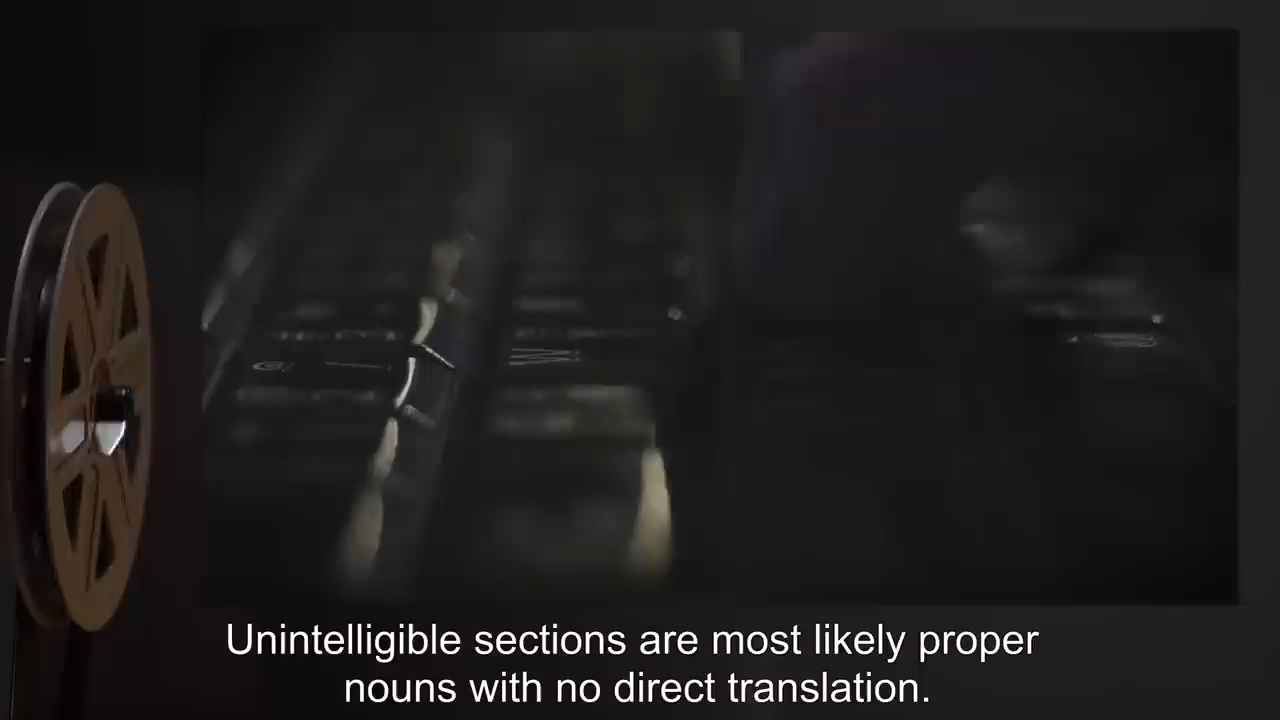 Unintelligible sections are most likely proper
nouns with no direct translation.